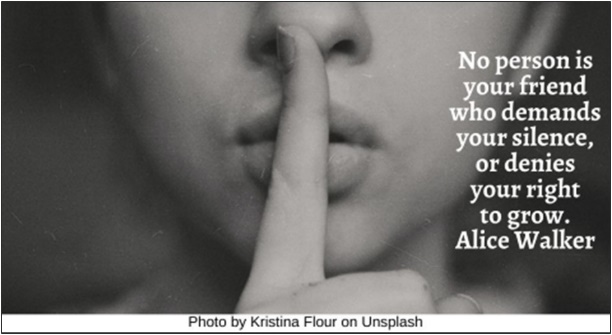 No person is
your friend
who demands
your silence,
or denies
your right
to grow.
Alice Walker
Photo by Kristina Flour on Unsplash